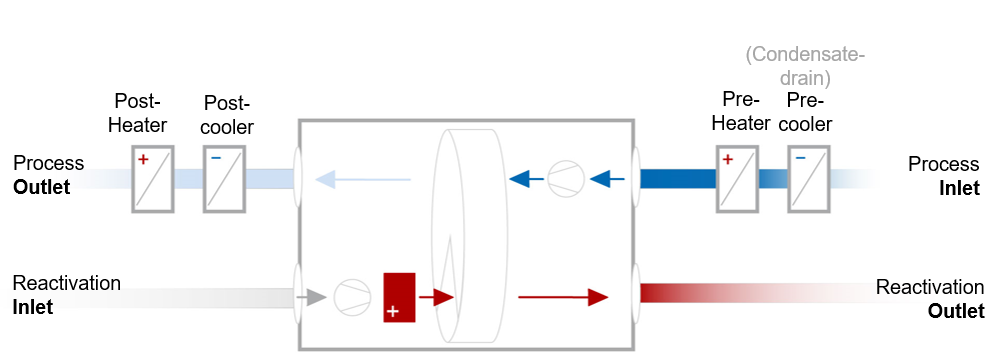 (Condensate-
drain)
Post-
Heater
Post-
cooler
Pre-
Heater
Pre-
cooler
+
−
+
−
Process
Outlet
Process
Inlet
Reactivation
Inlet
+
Reactivation
Outlet